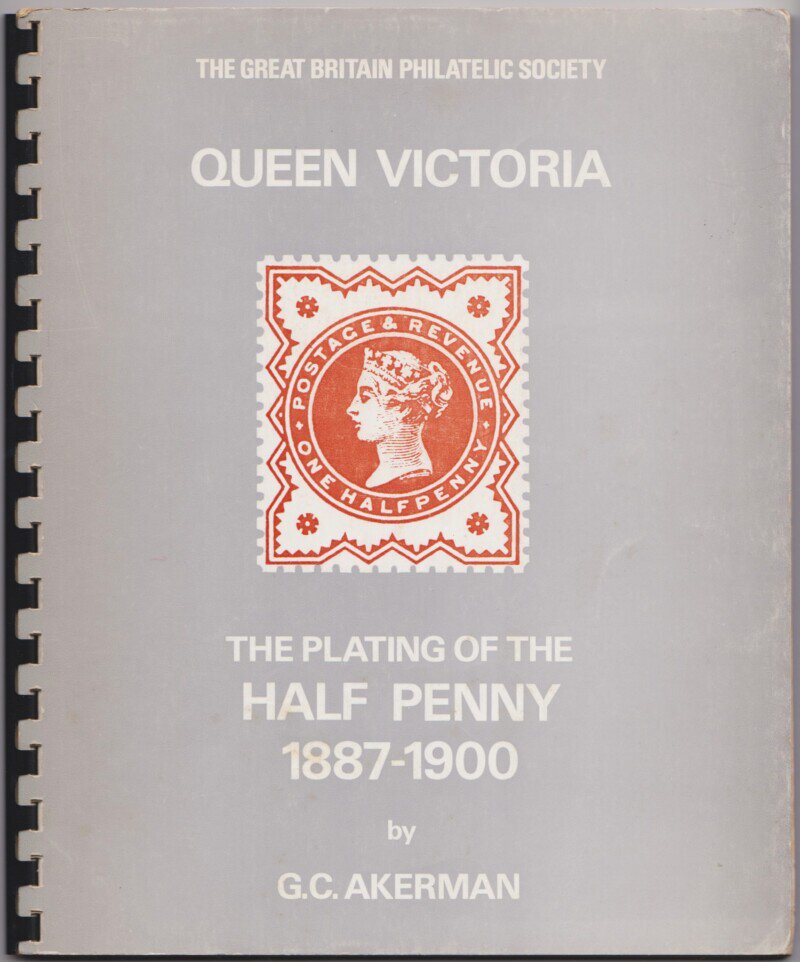 THE GREAT BRITAIN PHILATELIC SOCIETY
QUEEN VICTORIA
POSTAGE & REVENUE
ONE HALFPENNY
THE PLATING OF THE
HALF PENNY
1887-1900
by
G.C. AKERMAN